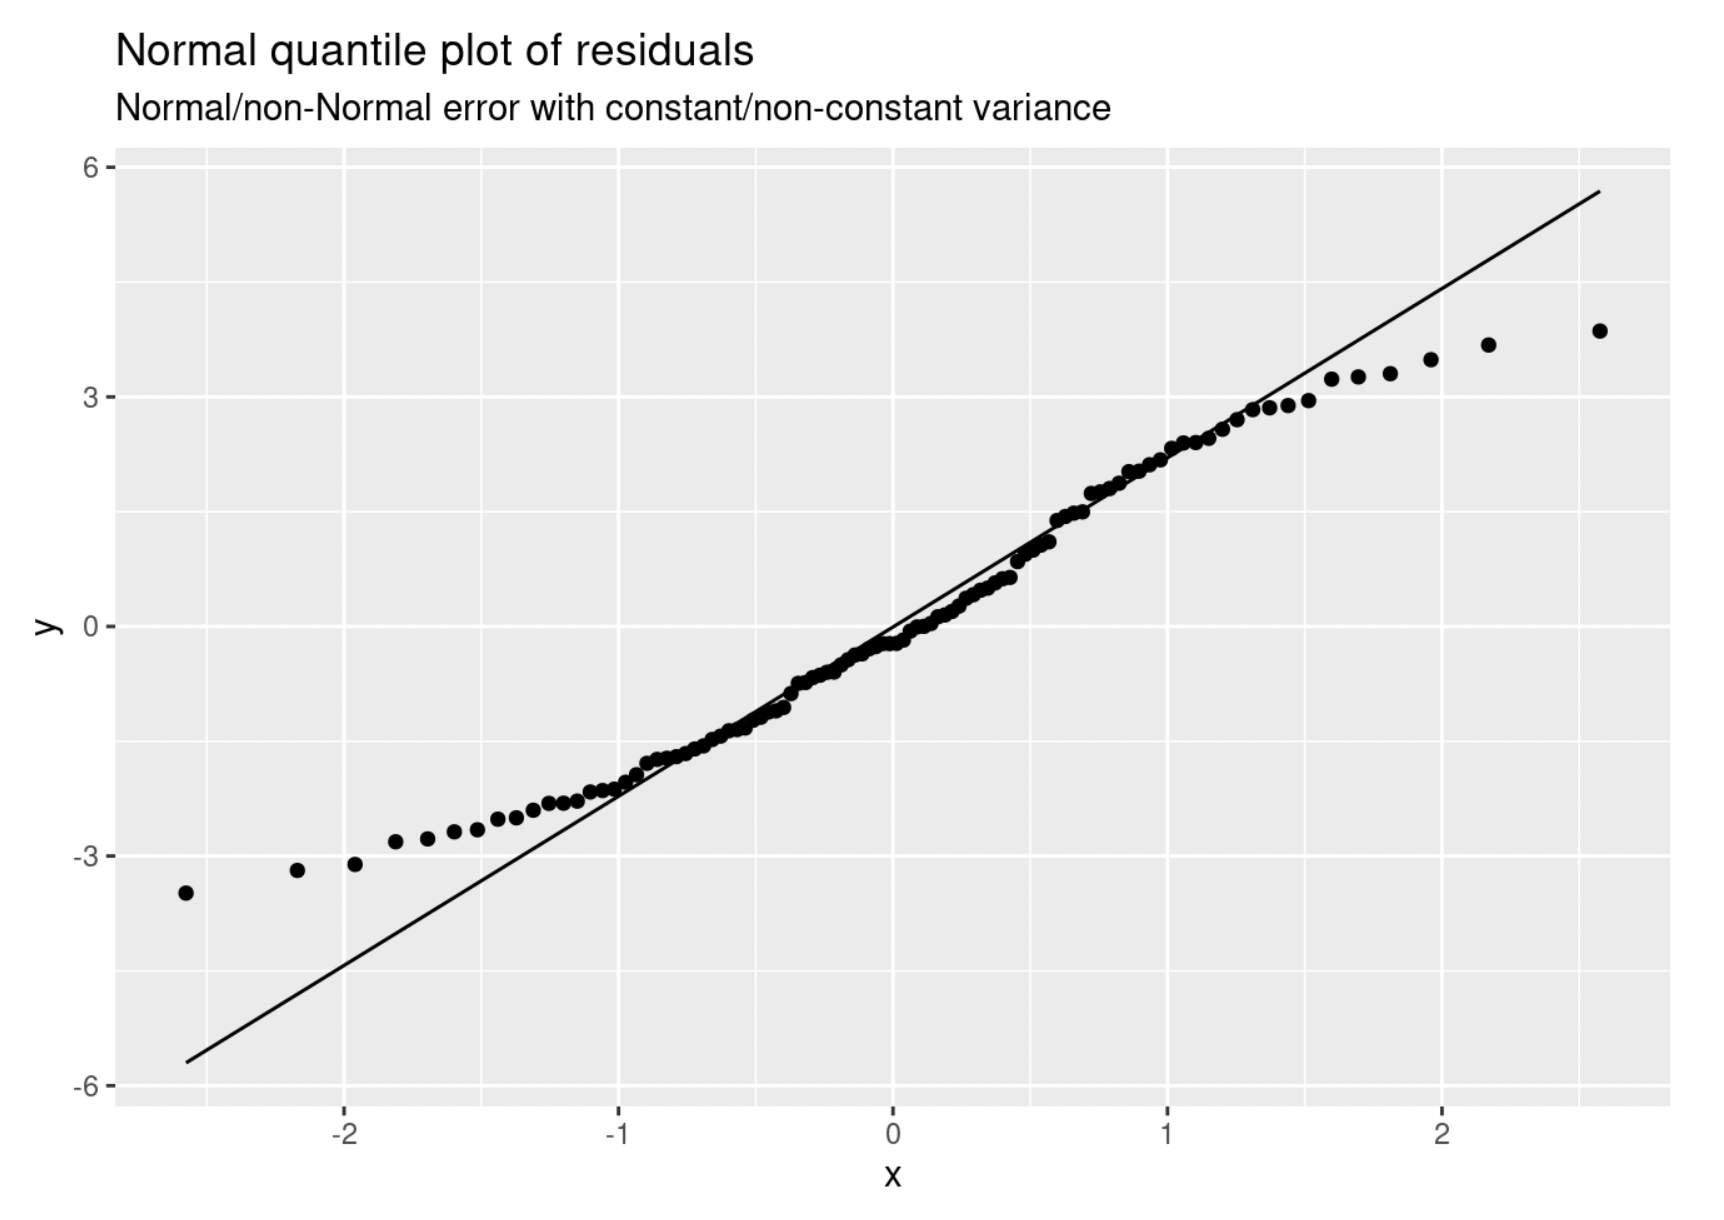 Normal quantile plot of residuals
Normal/non-Normal error with constant/non-constant variance
6
3
0
-3
-6
y
-2
-1
0
1
2
x